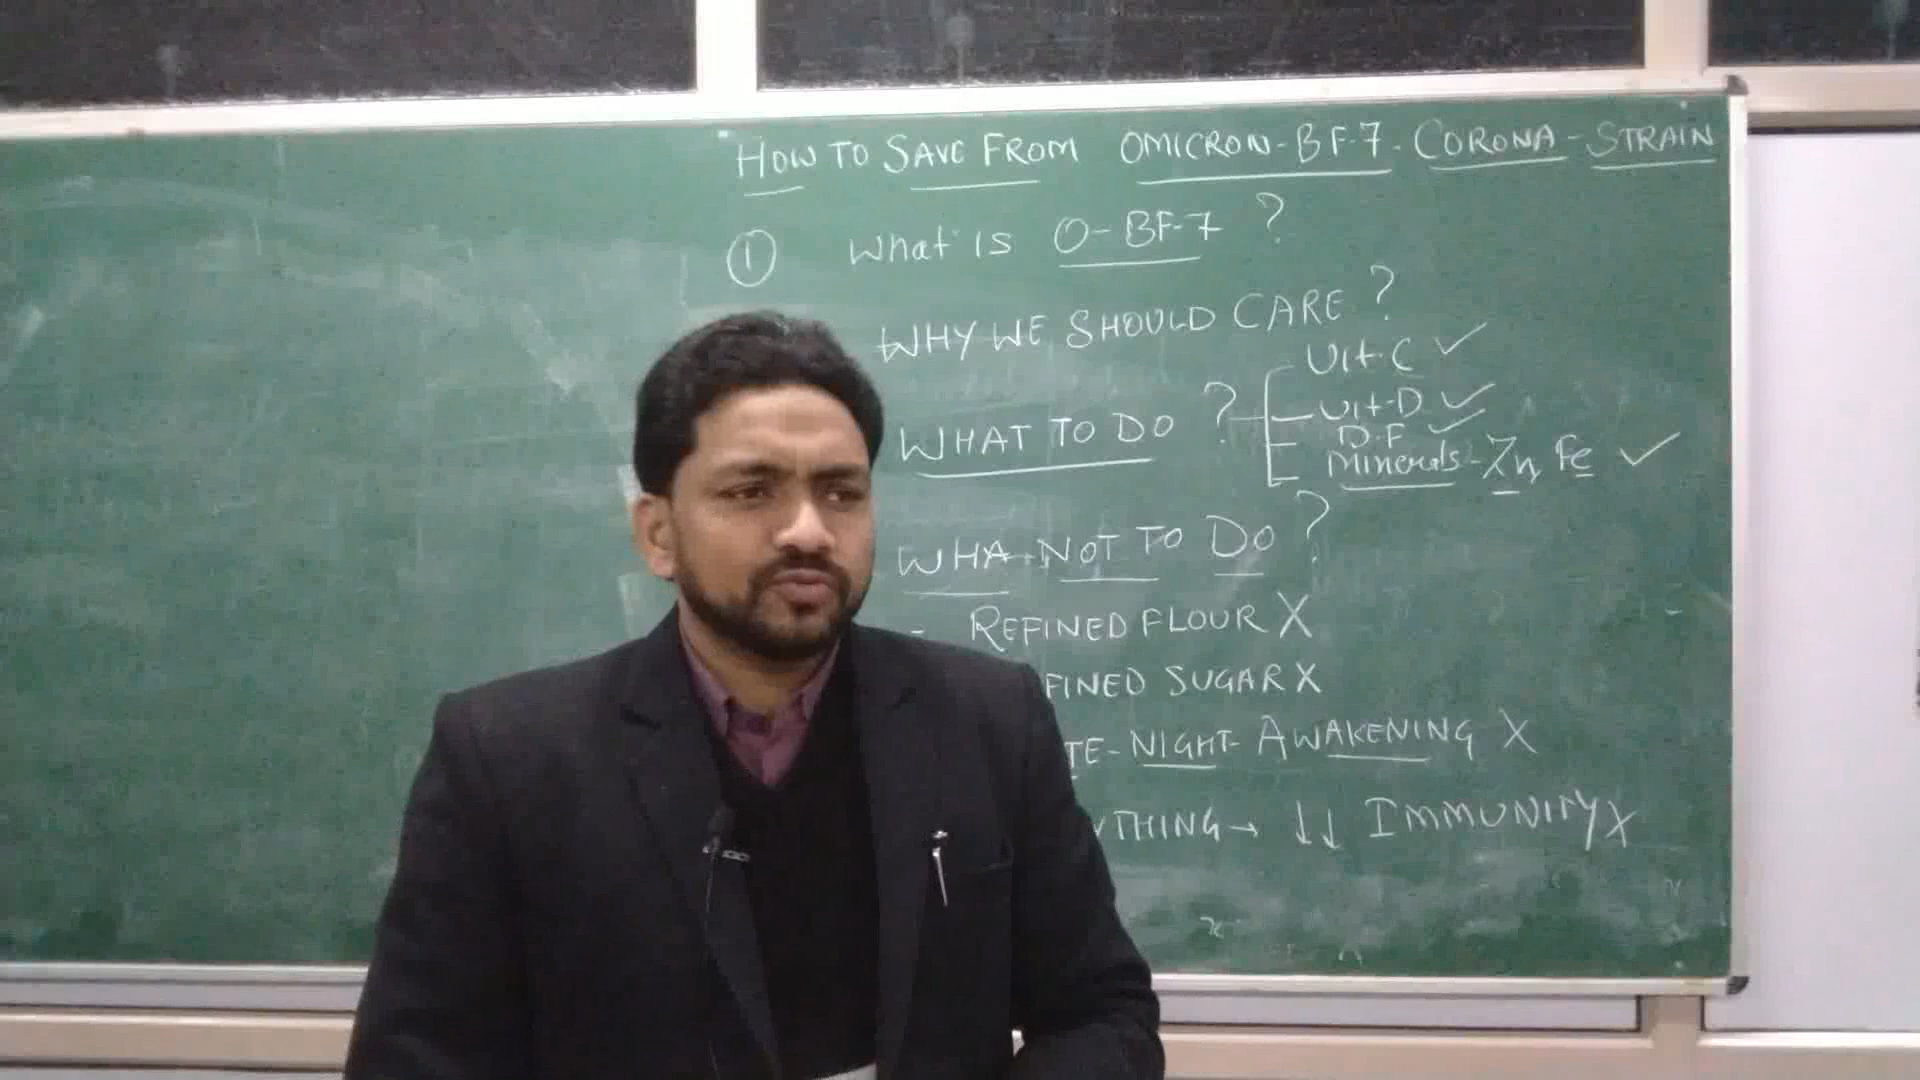 HOW TO SAVE FROM OMICRON-BF-7-CORONA-STRAIN
① What is O-BF-7 ?
WHY WE SHOULD CARE ?
WHAT TO DO ?
Vit-C ✓
Vit-D ✓
D.F ✓
Minerals-Zn, Fe ✓
WHA NOT TO DO ?
- REFINED FLOUR X
FINED SUGAR X
TE-NIGHT-AWAKENING X
YTHING → ↓↓ IMMUNITY X